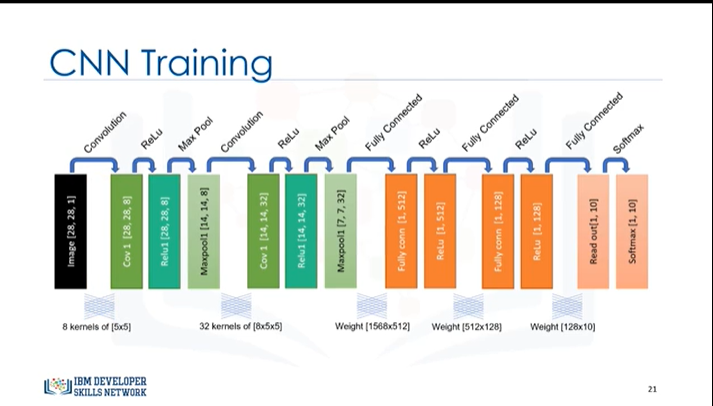 CNN Training
Convolution
ReLu
Max Pool
Convolution
ReLu
Max Pool
Fully Connected
ReLu
Fully Connected
ReLu
Fully Connected
Softmax
Image [28, 28, 1]
Cov 1 [28, 28, 8]
Relu1 [28, 28, 8]
Maxpool1 [14, 14, 8]
Cov 1 [14, 14, 32]
Relu1 [14, 14, 32]
Maxpool1 [7, 7, 32]
Fully conn [1, 512]
ReLu [1, 512]
Fully conn [1, 128]
ReLu [1, 128]
Read out[1, 10]
Softmax [1, 10]
8 kernels of [5x5]
32 kernels of [8x5x5]
Weight [1568x512]
Weight [512x128]
Weight [128x10]
IBM DEVELOPER
SKILLS NETWORK
21